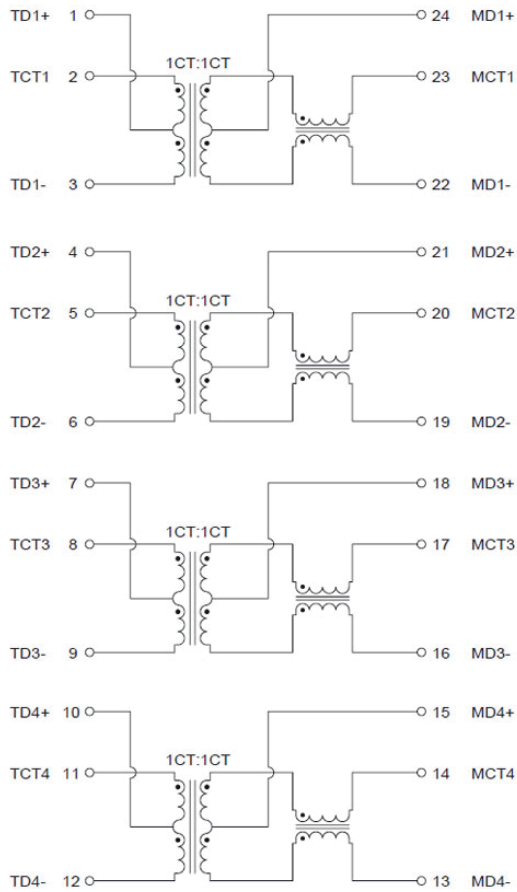 TD1+ 1 24 MD1+
1CT:1CT
TCT1 2 23 MCT1
TD1- 3 22 MD1-
TD2+ 4 21 MD2+
1CT:1CT
TCT2 5 20 MCT2
TD2- 6 19 MD2-
TD3+ 7 18 MD3+
1CT:1CT
TCT3 8 17 MCT3
TD3- 9 16 MD3-
TD4+ 10 15 MD4+
1CT:1CT
TCT4 11 14 MCT4
TD4- 12 13 MD4-